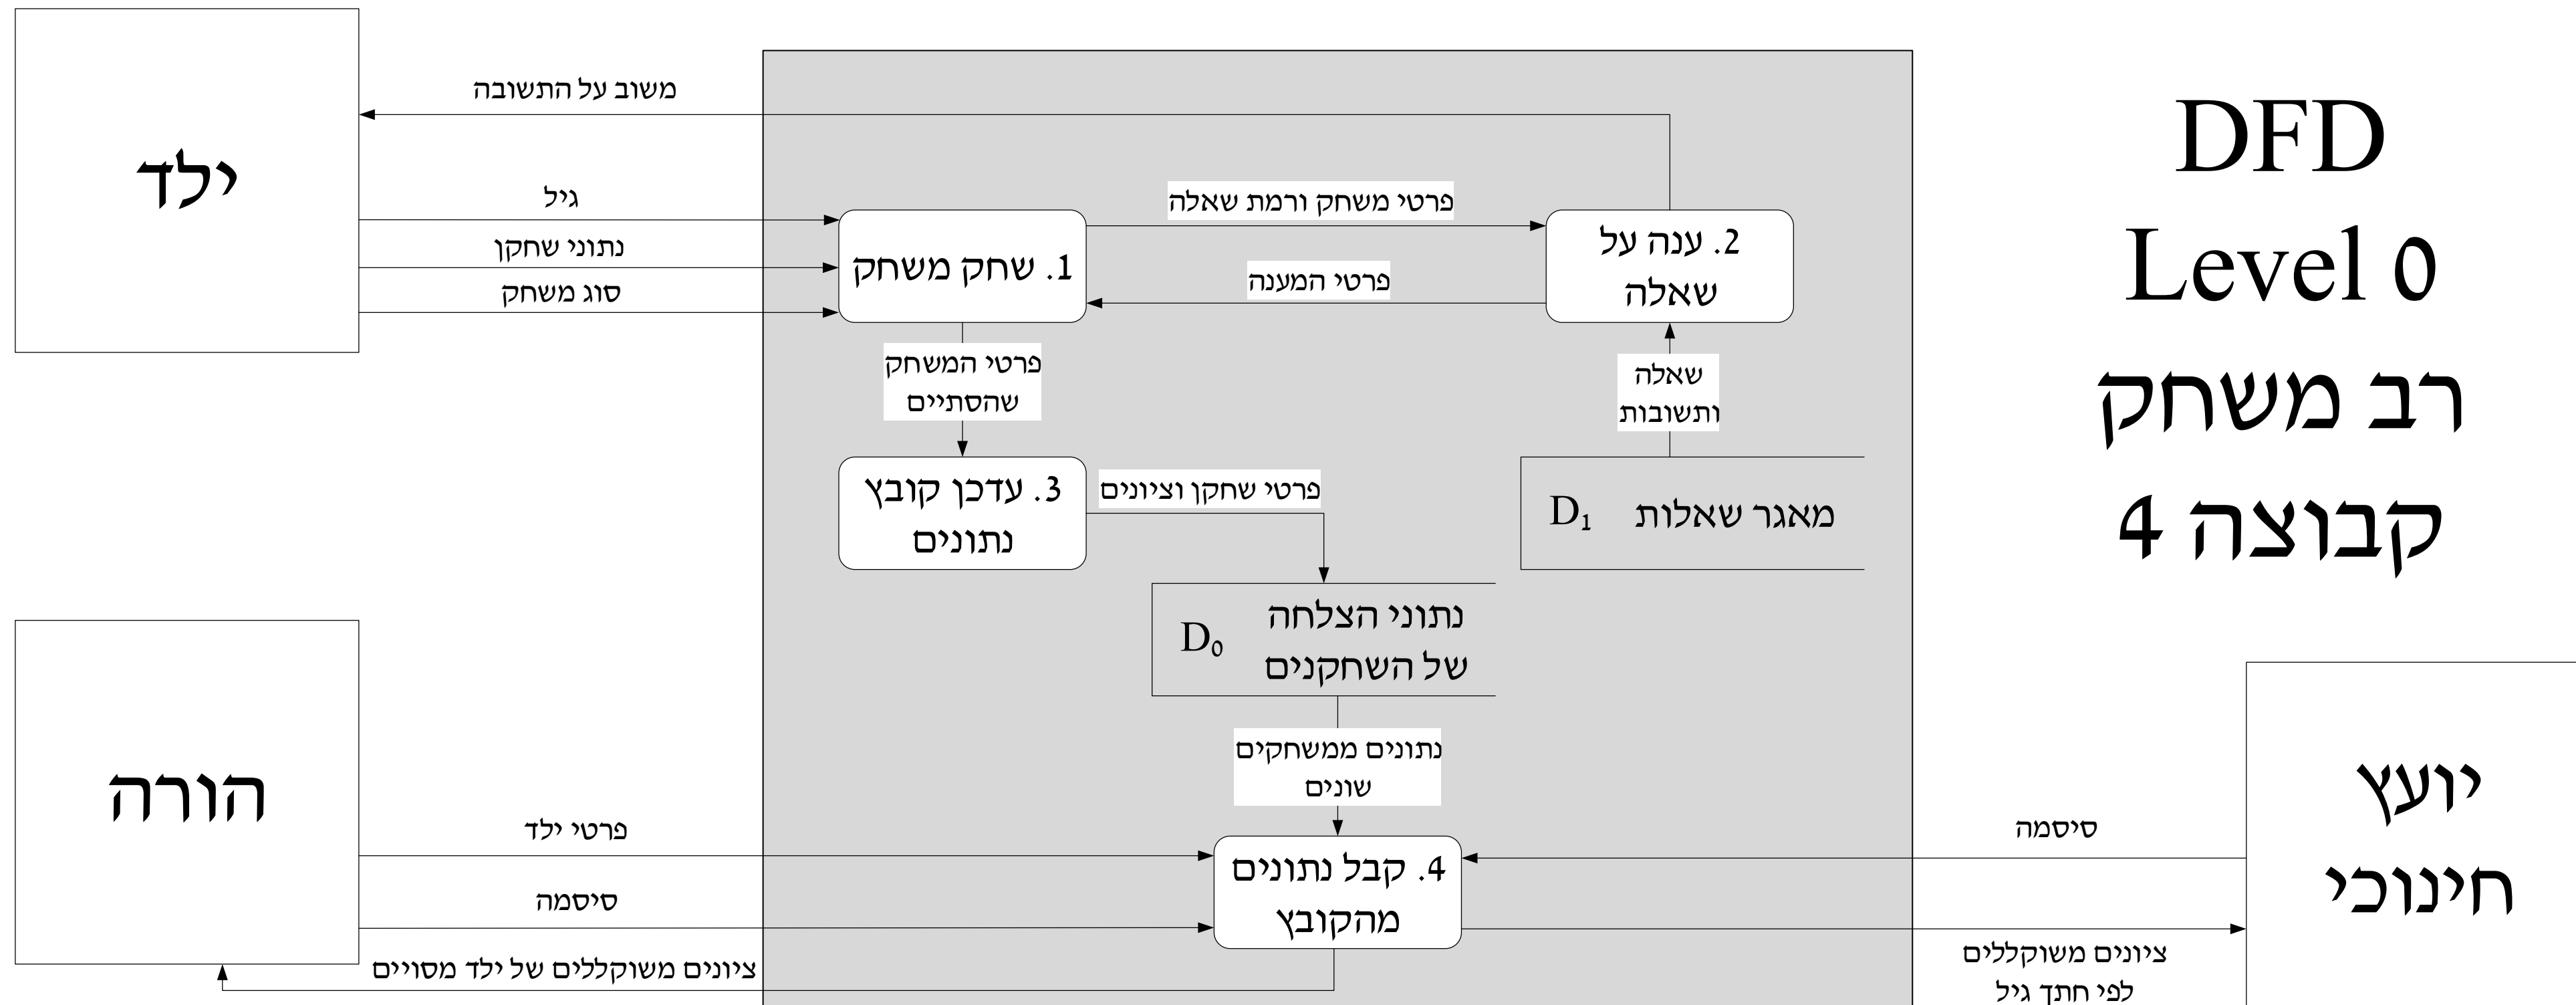 DFD
Level 0
רב משחק
קבוצה 4
משוב על התשובה
ילד
גיל
נתוני שחקן
סוג משחק
פרטי משחק ורמת שאלה
1. שחק משחק
2. ענה על
שאלה
פרטי המענה
פרטי המשחק
שהסתיים
שאלה
ותשובות
3. עדכן קובץ
נתונים
פרטי שחקן וציונים
D₁ מאגר שאלות
D₀
נתוני הצלחה
של השחקנים
נתונים ממשחקים
שונים
הורה
פרטי ילד
סיסמה
ציונים משוקללים של ילד מסויים
4. קבל נתונים
מהקובץ
סיסמה
יועץ
חינוכי
ציונים משוקללים
לפי חתך גיל